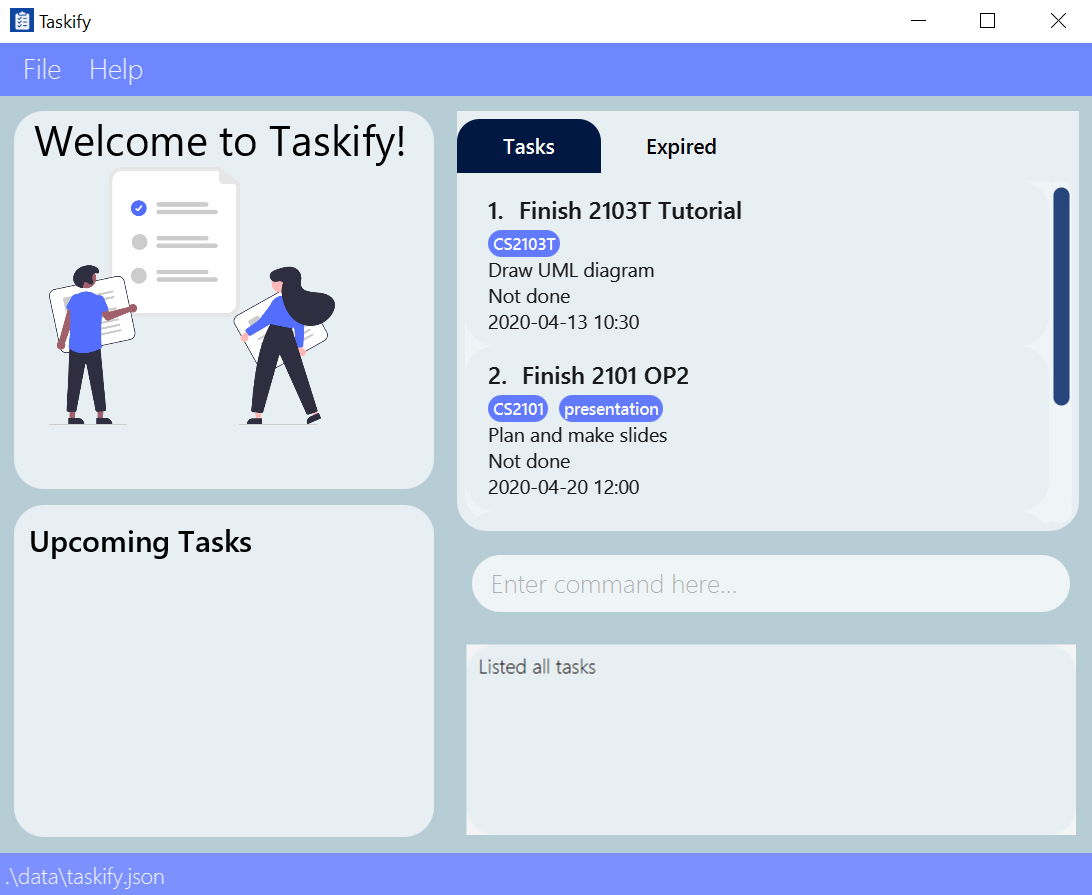 Taskify
File Help
Welcome to Taskify!
Upcoming Tasks
Tasks Expired
1. Finish 2103T Tutorial
CS2103T
Draw UML diagram
Not done
2020-04-13 10:30
2. Finish 2101 OP2
CS2101 presentation
Plan and make slides
Not done
2020-04-20 12:00
Enter command here...
Listed all tasks
.\data\taskify.json